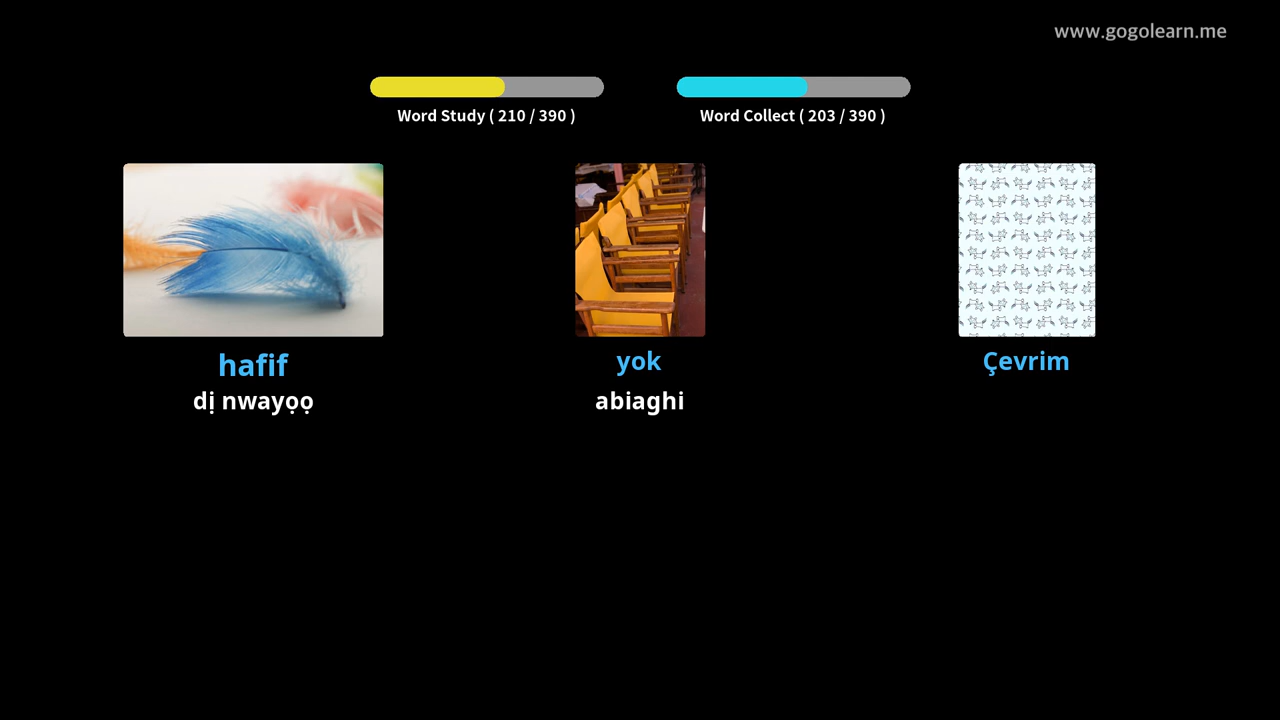 www.gogolearn.me
Word Study ( 210 / 390 )
Word Collect ( 203 / 390 )
hafif
dị nwayọọ
yok
abiaghi
Çevrim